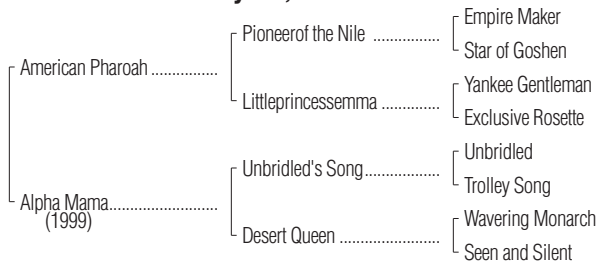 Empire Maker
Pioneerof the Nile ................
Star of Goshen
American Pharoah ................
Yankee Gentleman
Littleprincessemma ..............
Exclusive Rosette
Unbridled
Unbridled's Song..................
Trolley Song
Alpha Mama..........................
(1999)
Wavering Monarch
Desert Queen ........................
Seen and Silent